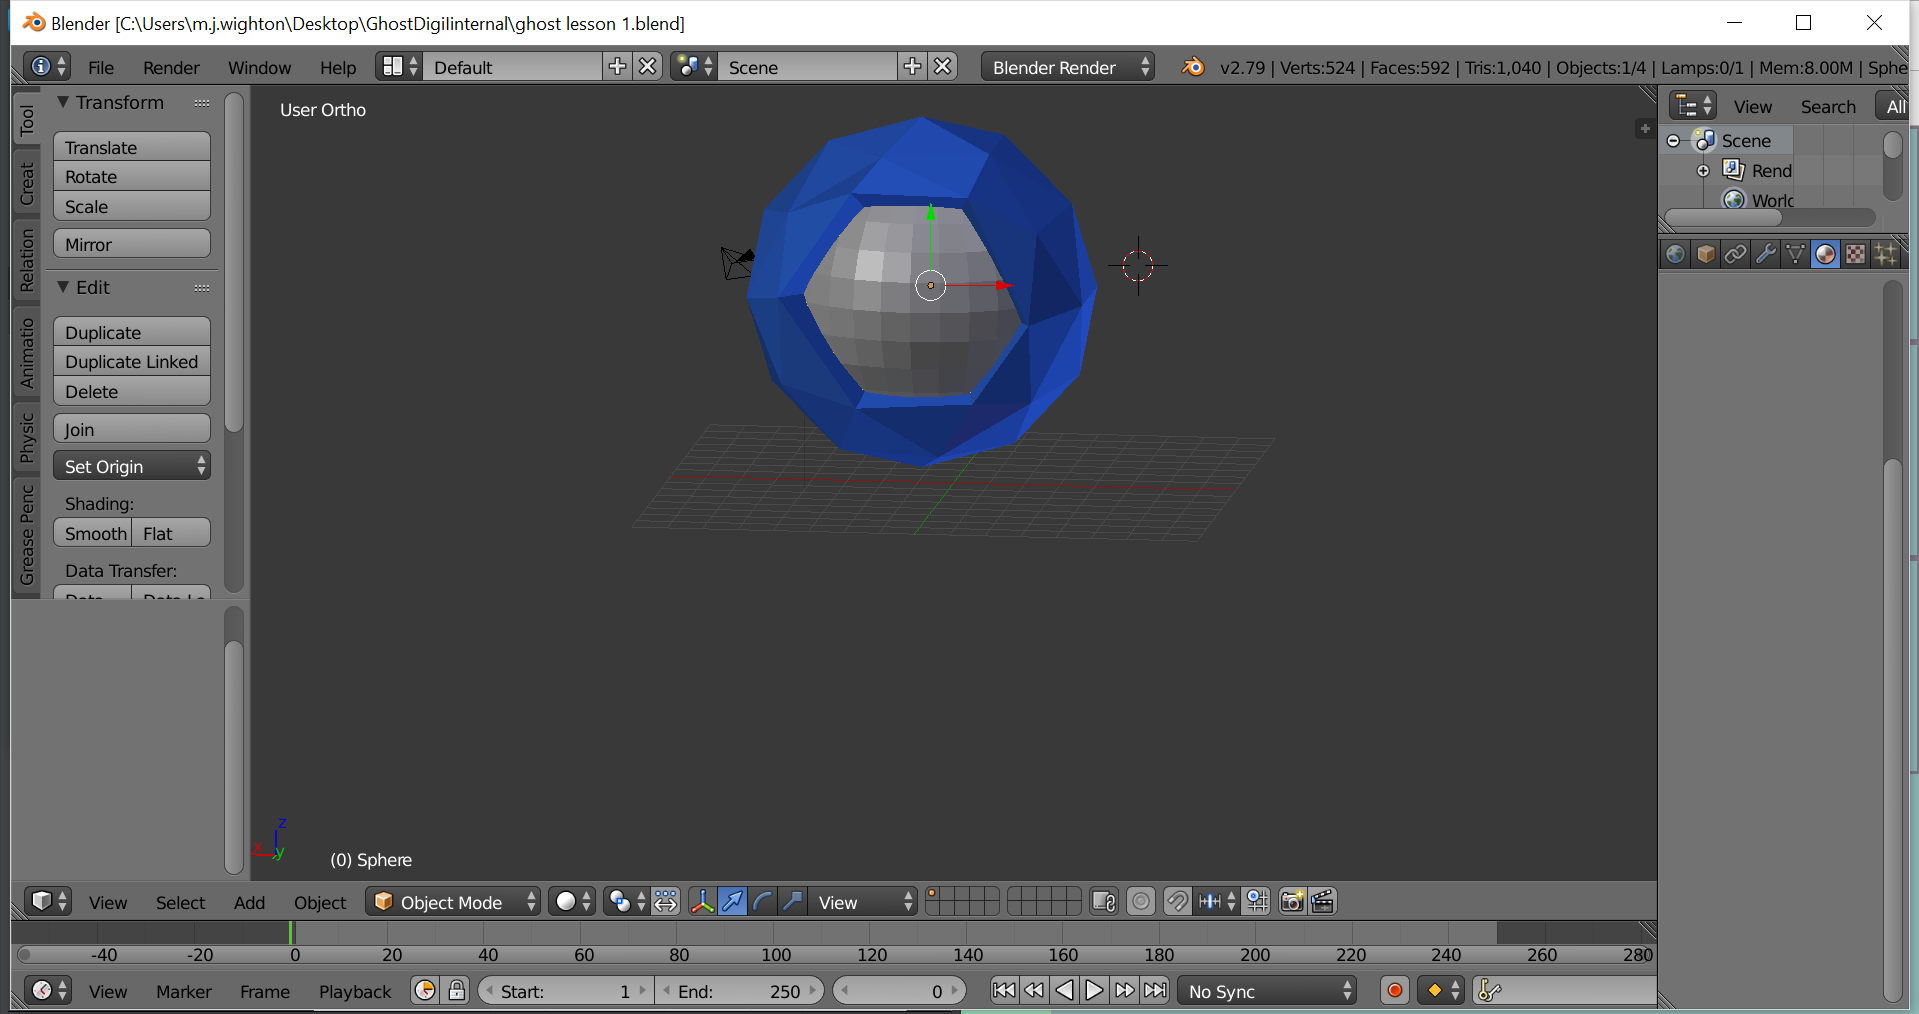 Blender [C:\Users\m.j.wighton\Desktop\GhostDigiIinternal\ghost lesson 1.blend]
File Render Window Help Default Scene Blender Render v2.79 | Verts:524 | Faces:592 | Tris:1,040 | Objects:1/4 | Lamps:0/1 | Mem:8.00M | Sphe
Tool
Creat
Relation
Animatio
Physic
Grease Penc
Transform
Translate
Rotate
Scale
Mirror
Edit
Duplicate
Duplicate Linked
Delete
Join
Set Origin
Shading:
Smooth Flat
Data Transfer:
User Ortho
z
x
y
(0) Sphere
View Search All
Scene
Rend
World
View Select Add Object Object Mode View
-40 -20 0 20 40 60 80 100 120 140 160 180 200 220 240 260 280
View Marker Frame Playback Start: 1 End: 250 0 No Sync